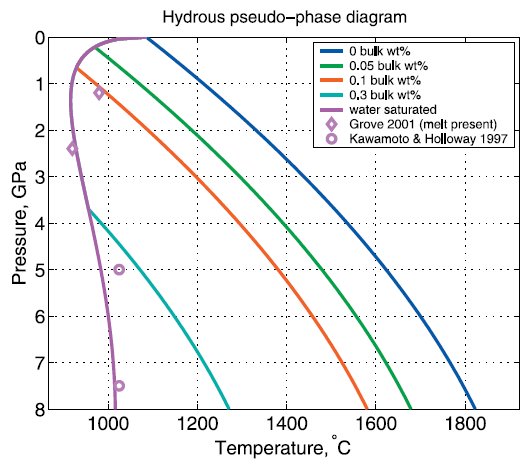 Hydrous pseudo-phase diagram
0 bulk wt%
0.05 bulk wt%
0.1 bulk wt%
0.3 bulk wt%
water saturated
Grove 2001 (melt present)
Kawamoto & Holloway 1997
Pressure, GPa
0
1
2
3
4
5
6
7
8
1000 1200 1400 1600 1800
Temperature, °C